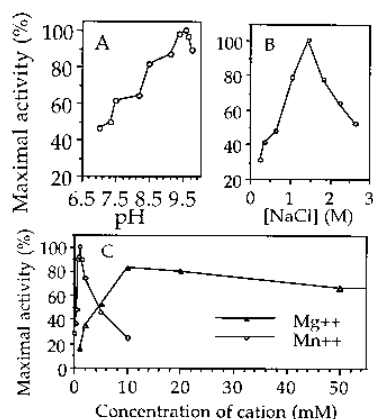 A
Maximal activity (%)
100
80
60
40
20
6.5 7.5 8.5 9.5
pH
B
100
80
60
40
20
0 1 2 3
[NaCl] (M)
C
Maximal activity (%)
100
80
60
40
20
0
Mg++
Mn++
0 10 20 30 40 50
Concentration of cation (mM)